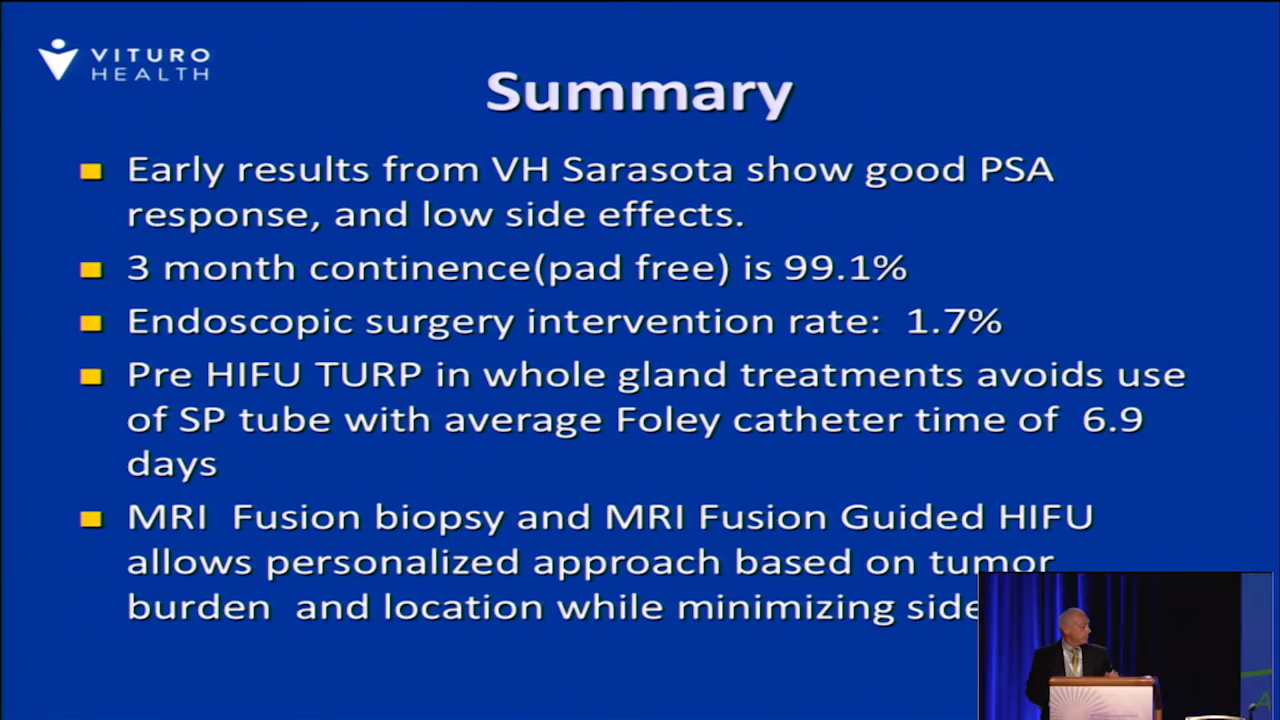 VITURO
HEALTH
Summary
Early results from VH Sarasota show good PSA
response, and low side effects.
3 month continence(pad free) is 99.1%
Endoscopic surgery intervention rate:  1.7%
Pre HIFU TURP in whole gland treatments avoids use
of SP tube with average Foley catheter time of  6.9
days
MRI  Fusion biopsy and MRI Fusion Guided HIFU
allows personalized approach based on tumor
burden  and location while minimizing side
A